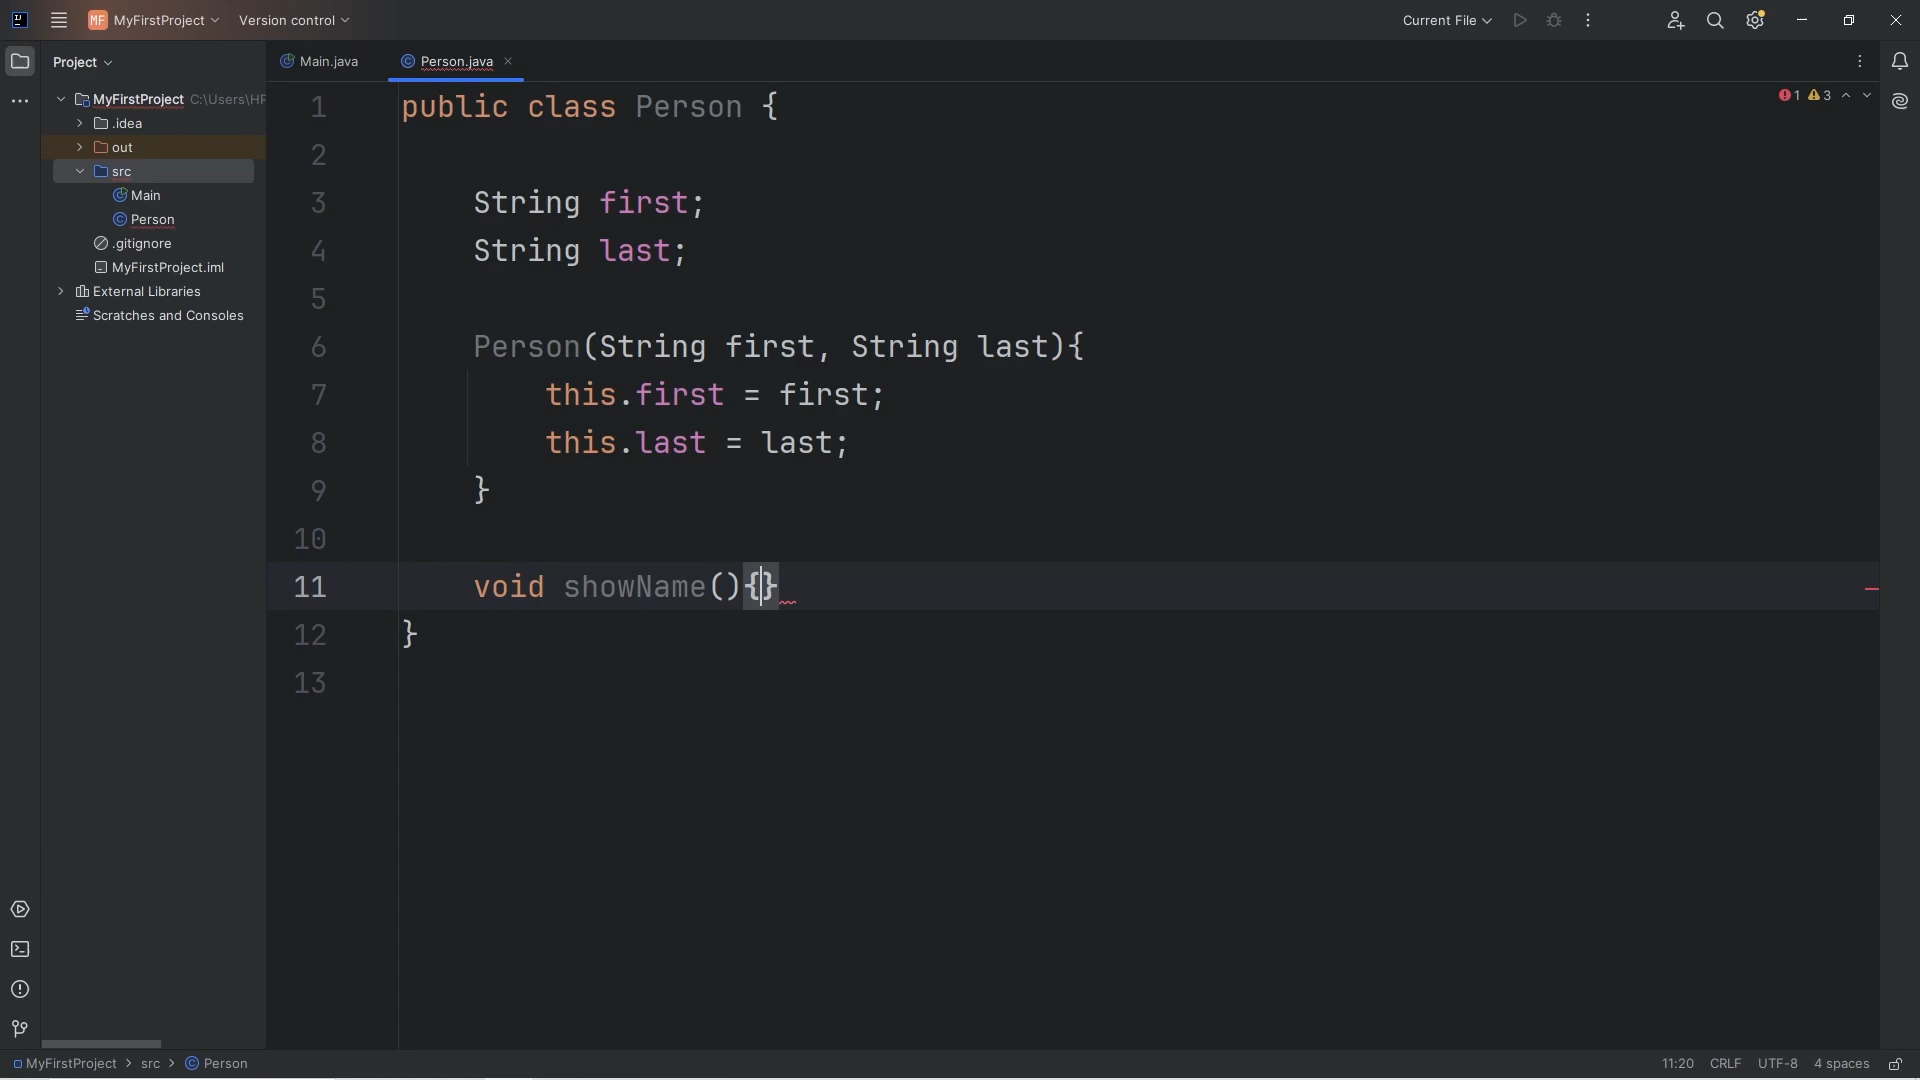 MF MyFirstProject Version control Current File
Project Main.java Person.java
MyFirstProject C:\Users\HP
.idea
out
src
Main
Person
.gitignore
MyFirstProject.iml
External Libraries
Scratches and Consoles
1 public class Person { 1 3
2
3 String first;
4 String last;
5
6 Person(String first, String last){
7 this.first = first;
8 this.last = last;
9 }
10
11 void showName(){}
12 }
13
MyFirstProject > src > Person 11:20 CRLF UTF-8 4 spaces